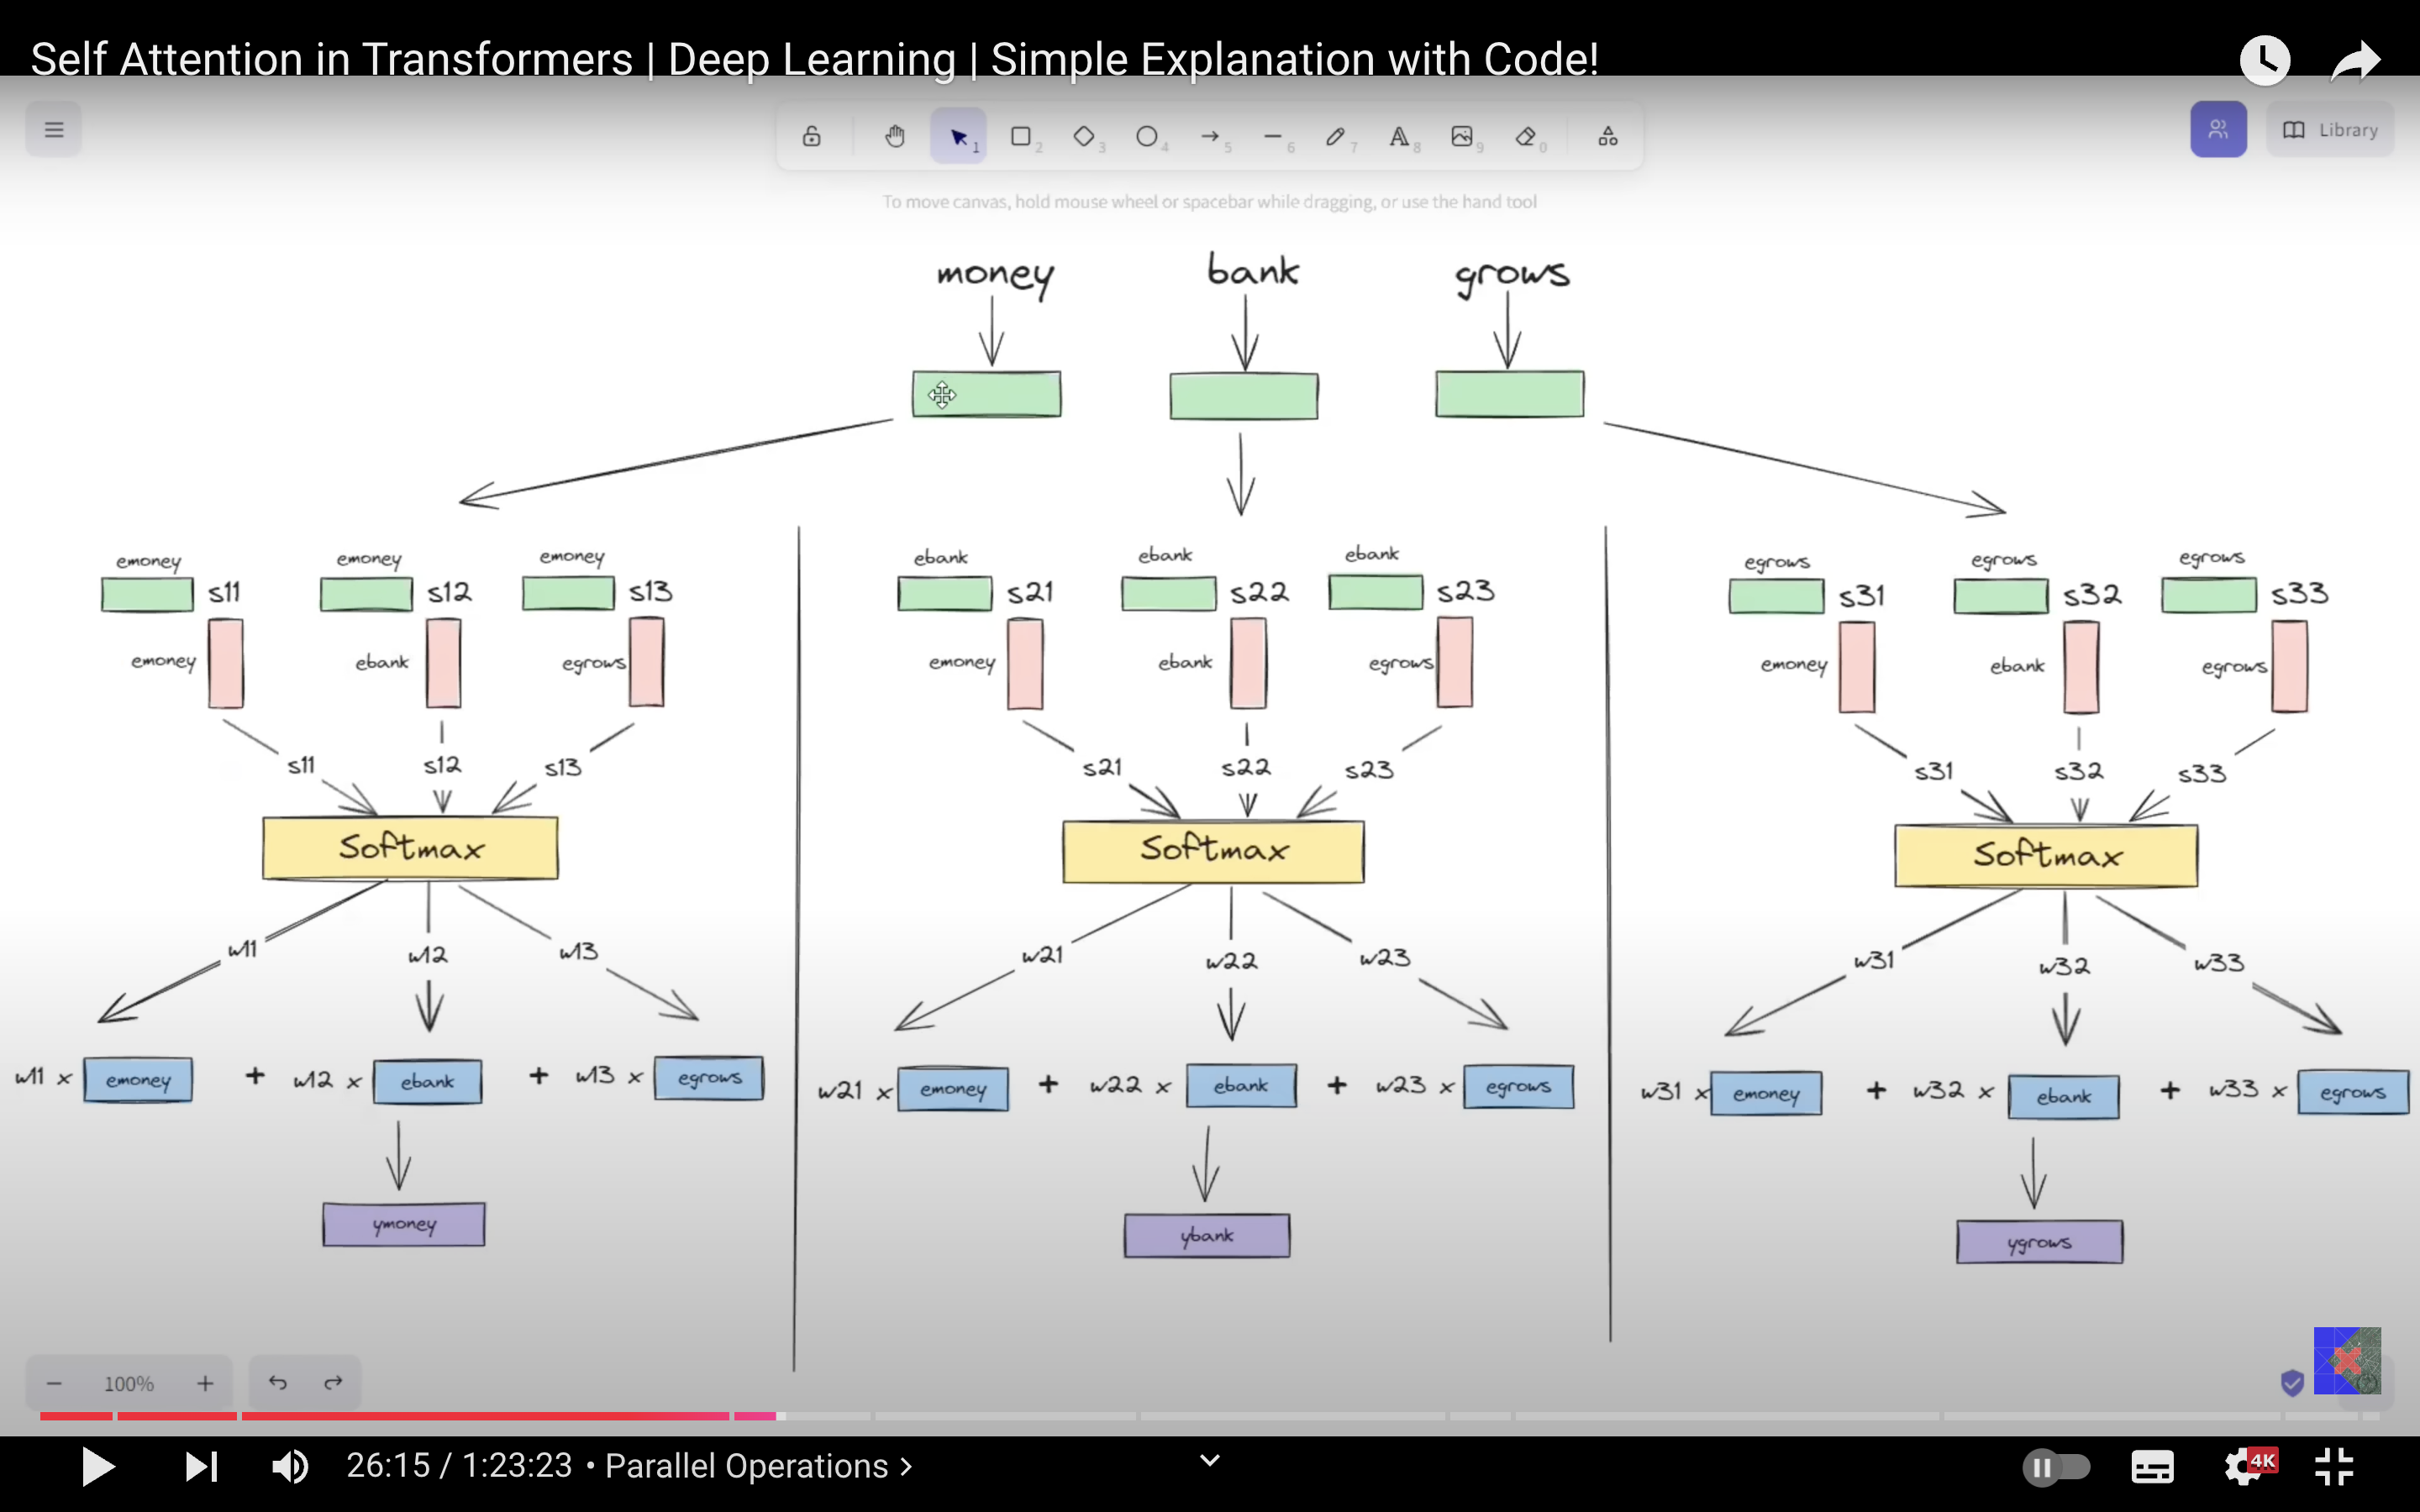 Self Attention in Transformers | Deep Learning | Simple Explanation with Code!
1 2 3 4 5 6 7 8 9 0
Library
To move canvas, hold mouse wheel or spacebar while dragging, or use the hand tool
money bank grows
emoney emoney emoney ebank ebank ebank egrows egrows egrows
s11 s12 s13 s21 s22 s23 s31 s32 s33
emoney ebank egrows emoney ebank egrows emoney ebank egrows
s11 s12 s13 s21 s22 s23 s31 s32 s33
Softmax Softmax Softmax
w11 w12 w13 w21 w22 w23 w31 w32 w33
w11 x emoney + w12 x ebank + w13 x egrows w21 x emoney + w22 x ebank + w23 x egrows w31 x emoney + w32 x ebank + w33 x egrows
ymoney ybank ygrows
100%
26:15 / 1:23:23 • Parallel Operations >
4K